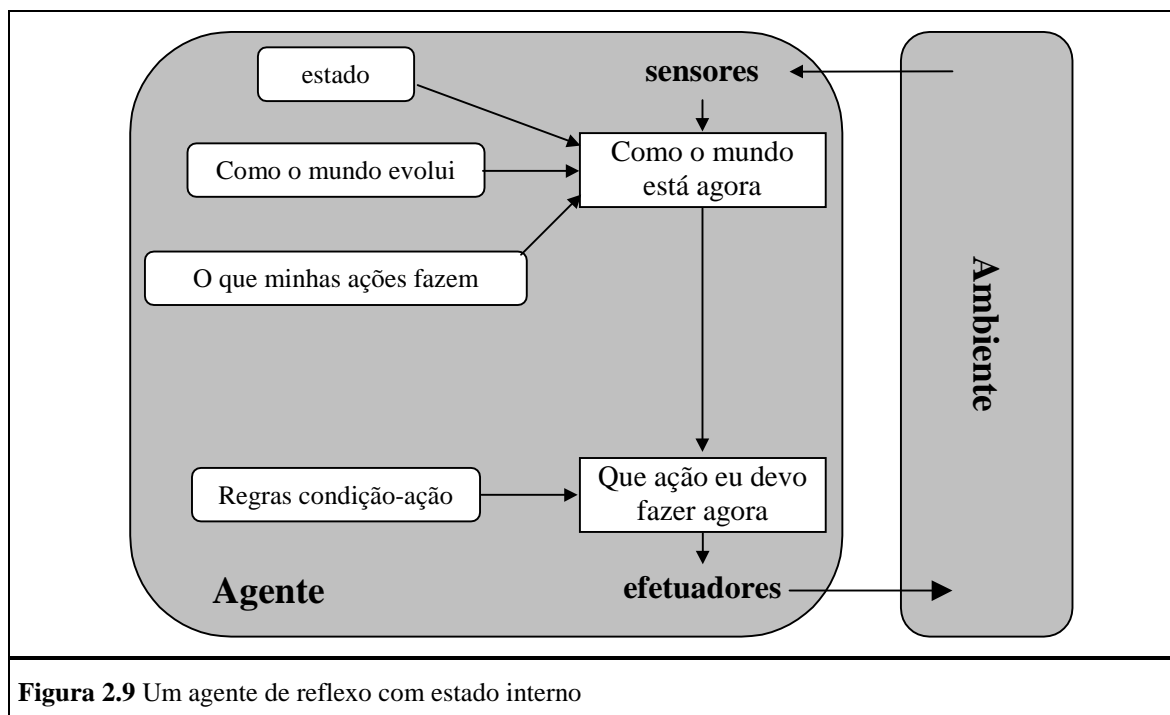 estado
sensores
Como o mundo evolui
Como o mundo
está agora
O que minhas ações fazem
Ambiente
Regras condição-ação
Que ação eu devo
fazer agora
Agente
efetuadores
Figura 2.9 Um agente de reflexo com estado interno